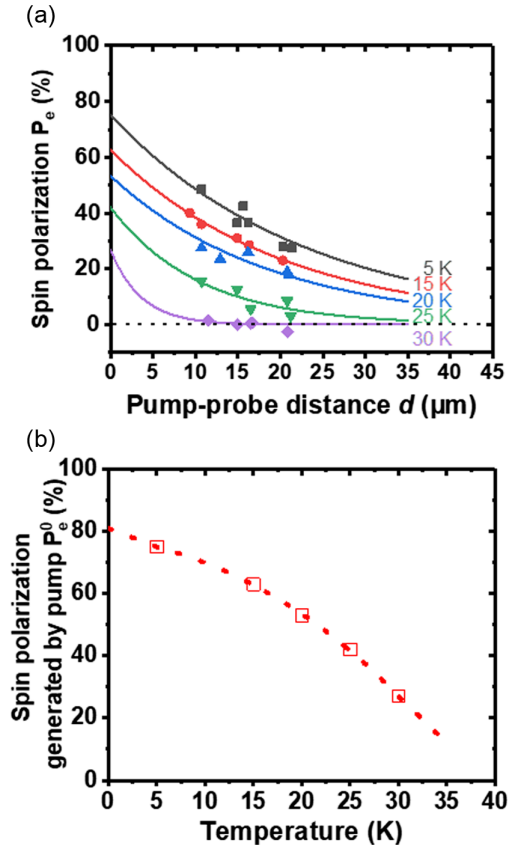 (a)
100
80
60
40
20
0
Spin polarization Pe (%)
5 K
15 K
20 K
25 K
30 K
0 5 10 15 20 25 30 35 40 45
Pump-probe distance d (μm)
(b)
100
80
60
40
20
0
Spin polarization
generated by pump P⁰e (%)
0 5 10 15 20 25 30 35 40
Temperature (K)